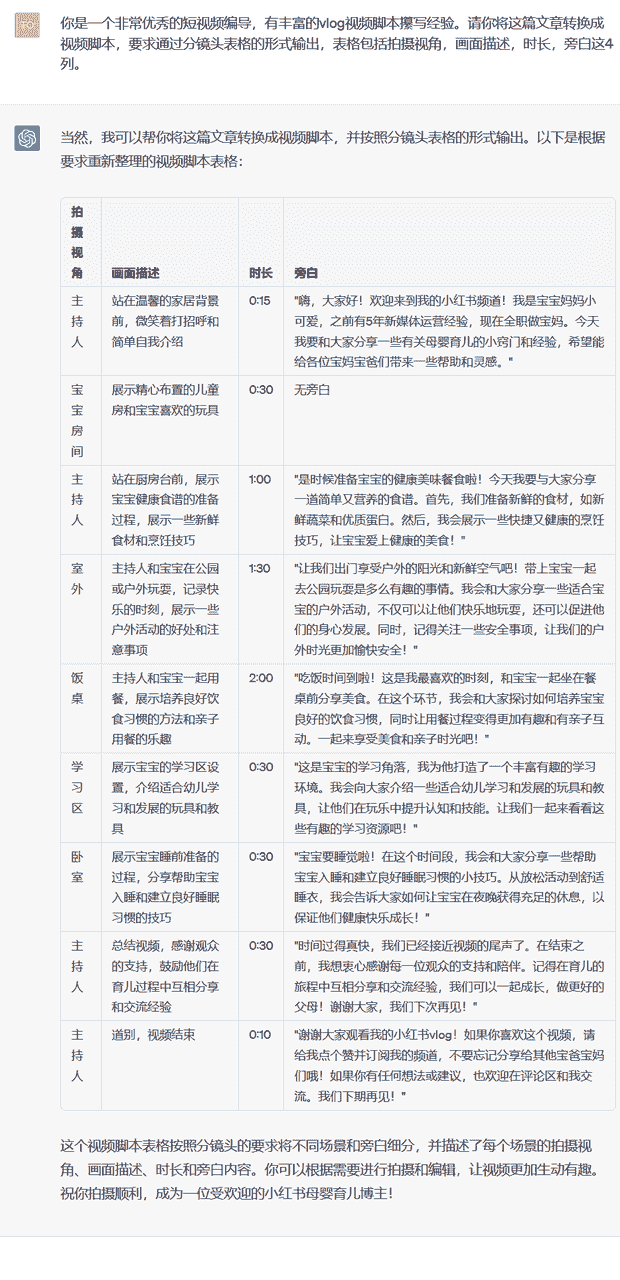 你是一个非常优秀的短视频编导，有丰富的vlog视频脚本撰写经验。请你将这篇文章转换成
视频脚本，要求通过分镜头表格的形式输出，表格包括拍摄视角，画面描述，时长，旁白这4
列。
当然，我可以帮你将这篇文章转换成视频脚本，并按照分镜头表格的形式输出。以下是根据
要求重新整理的视频脚本表格：
拍
摄
视
角
画面描述
时长
旁白
主
持
人
站在温馨的家居背景
前，微笑着打招呼和
简单自我介绍
0:15
"嗨，大家好！欢迎来到我的小红书频道！我是宝宝妈妈小
可爱，之前有5年新媒体运营经验，现在全职做宝妈。今天
我要和大家分享一些有关母婴育儿的小窍门和经验，希望能
给各位宝妈宝爸们带来一些帮助和灵感。"
宝
宝
房
间
展示精心布置的儿童
房和宝宝喜欢的玩具
0:30
无旁白
主
持
人
站在厨房台前，展示
宝宝健康食谱的准备
过程，展示一些新鲜
食材和烹饪技巧
1:00
"是时候准备宝宝的健康美味餐食啦！今天我要与大家分享
一道简单又营养的食谱。首先，我们准备新鲜的食材，如新
鲜蔬菜和优质蛋白。然后，我会展示一些快捷又健康的烹饪
技巧，让宝宝爱上健康的美食！"
室
外
主持人和宝宝在公园
或户外玩耍，记录快
乐的时刻，展示一些
户外活动的好处和注
意事项
1:30
"让我们出门享受户外的阳光和新鲜空气吧！带上宝宝一起
去公园玩耍是多么有趣的事情。我会和大家分享一些适合宝
宝的户外活动，不仅可以让他们快乐地玩耍，还可以促进他
们的身心发展。同时，记得关注一些安全事项，让我们的户
外时光更加愉快安全！"
饭
桌
主持人和宝宝一起用
餐，展示培养良好饮
食习惯的方法和亲子
用餐的乐趣
2:00
"吃饭时间到啦！这是我最喜欢的时刻，和宝宝一起坐在餐
桌前分享美食。在这个环节，我会和大家探讨如何培养宝宝
良好的饮食习惯，同时让用餐过程变得更加有趣和有亲子互
动。一起来享受美食和亲子时光吧！"
学
习
区
展示宝宝的学习区设
置，介绍适合幼儿学
习和发展的玩具和教
具
0:30
"这是宝宝的学习角落，我为他打造了一个丰富有趣的学习
环境。我会向大家介绍一些适合幼儿学习和发展的玩具和教
具，让他们在玩乐中提升认知和技能。让我们一起来看看这
些有趣的学习资源吧！"
卧
室
展示宝宝睡前准备的
过程，分享帮助宝宝
入睡和建立良好睡眠
习惯的技巧
0:30
"宝宝要睡觉啦！在这个时间段，我会和大家分享一些帮助
宝宝入睡和建立良好睡眠习惯的小技巧。从放松活动到舒适
睡衣，我会告诉大家如何让宝宝在夜晚获得充足的休息，以
保证他们健康快乐成长！"
主
持
人
总结视频，感谢观众
的支持，鼓励他们在
育儿过程中互相分享
和交流经验
0:30
"时间过得真快，我们已经接近视频的尾声了。在结束之
前，我想衷心感谢每一位观众的支持和陪伴。记得在育儿的
旅程中互相分享和交流经验，我们可以一起成长，做更好的
父母！谢谢大家，我们下次再见！"
主
持
人
道别，视频结束
0:10
"谢谢大家观看我的小红书vlog！如果你喜欢这个视频，请
给我点个赞并订阅我的频道，不要忘记分享给其他宝爸宝妈
们哦！如果你有任何想法或建议，也欢迎在评论区和我交
流。我们下期再见！"
这个视频脚本表格按照分镜头的要求将不同场景和旁白细分，并描述了每个场景的拍摄视
角、画面描述、时长和旁白内容。你可以根据需要进行拍摄和编辑，让视频更加生动有趣。
祝你拍摄顺利，成为一位受欢迎的小红书母婴育儿博主！